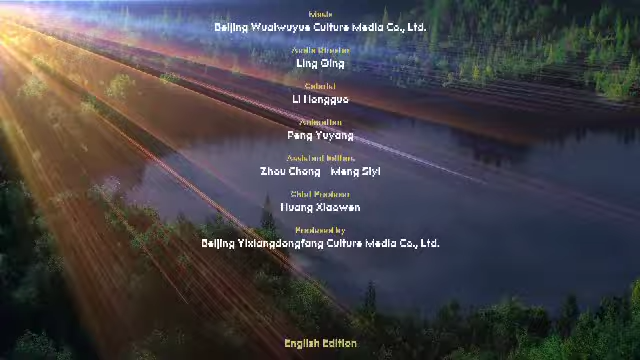 Music
Beijing Wuaiwuyue Culture Media Co., Ltd.
Audio Director
Ling Qing
Colorist
Li Hongguo
Animation
Peng Yuyang
Assistant Editors
Zhou Chong Meng Siyi
Chief Producer
Huang Xiaowen
Produced by
Beijing Yixiangdongfang Culture Media Co., Ltd.
English Edition